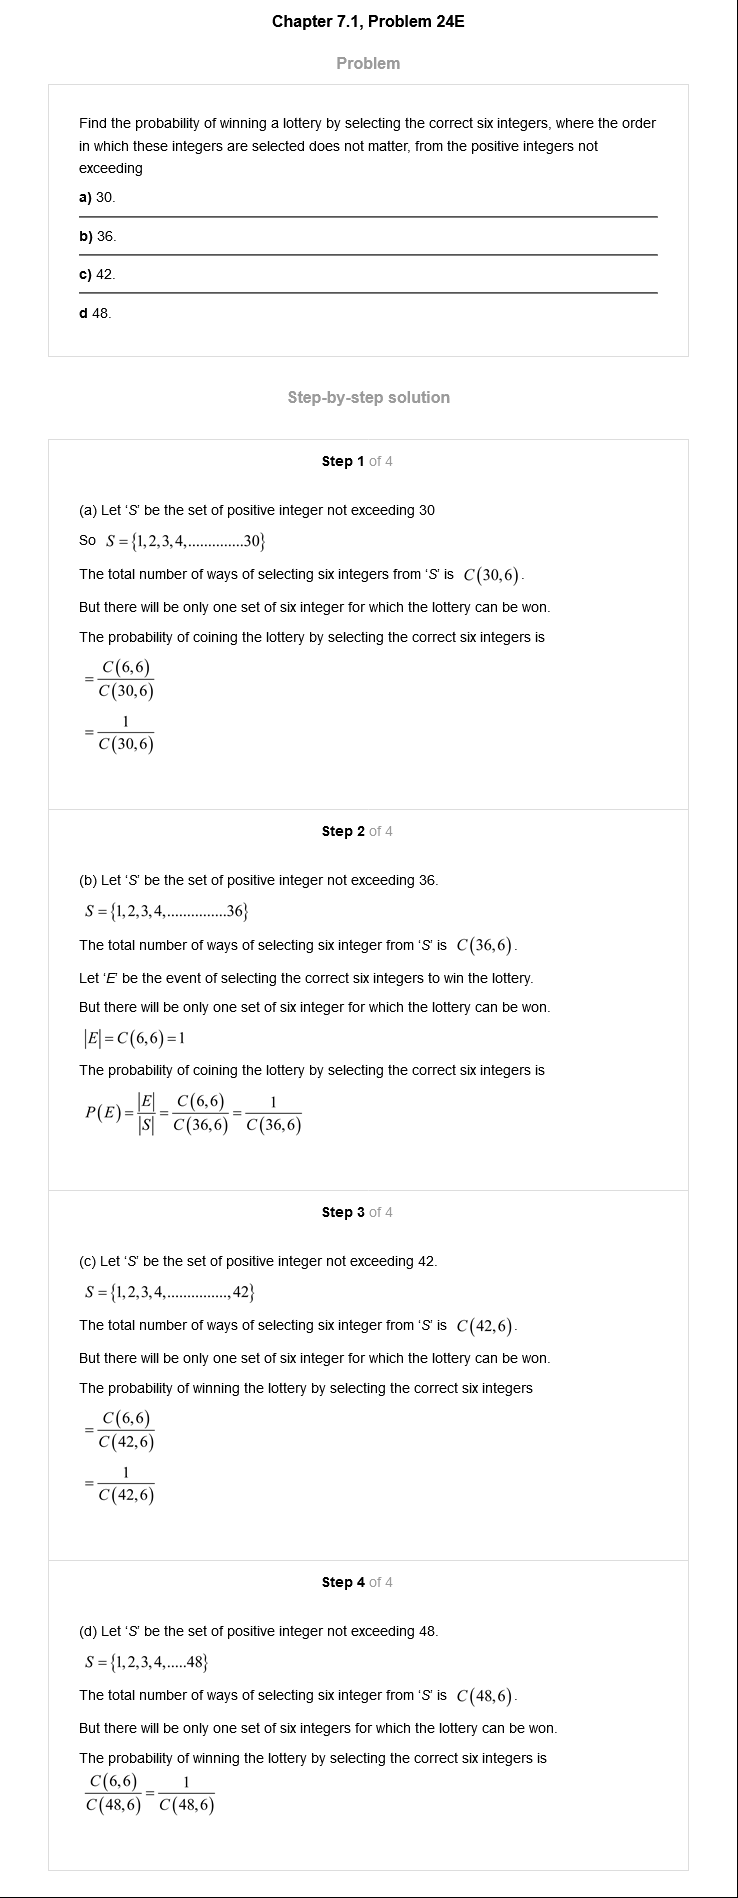 Chapter 7.1, Problem 24E
Problem
Find the probability of winning a lottery by selecting the correct six integers, where the order
in which these integers are selected does not matter, from the positive integers not
exceeding
a) 30.
b) 36.
c) 42.
d 48.
Step-by-step solution
Step 1 of 4
(a) Let ‘S’ be the set of positive integer not exceeding 30
So S = {1,2,3,4,..............30}
The total number of ways of selecting six integers from ‘S’ is C(30,6).
But there will be only one set of six integer for which the lottery can be won.
The probability of coining the lottery by selecting the correct six integers is
= C(6,6) / C(30,6)
= 1 / C(30,6)
Step 2 of 4
(b) Let ‘S’ be the set of positive integer not exceeding 36.
S = {1,2,3,4,...............36}
The total number of ways of selecting six integer from ‘S’ is C(36,6).
Let ‘E’ be the event of selecting the correct six integers to win the lottery.
But there will be only one set of six integer for which the lottery can be won.
|E| = C(6,6) = 1
The probability of coining the lottery by selecting the correct six integers is
P(E) = |E| / |S| = C(6,6) / C(36,6) = 1 / C(36,6)
Step 3 of 4
(c) Let ‘S’ be the set of positive integer not exceeding 42.
S = {1,2,3,4,...............,42}
The total number of ways of selecting six integer from ‘S’ is C(42,6).
But there will be only one set of six integer for which the lottery can be won.
The probability of winning the lottery by selecting the correct six integers
= C(6,6) / C(42,6)
= 1 / C(42,6)
Step 4 of 4
(d) Let ‘S’ be the set of positive integer not exceeding 48.
S = {1,2,3,4,.....48}
The total number of ways of selecting six integer from ‘S’ is C(48,6).
But there will be only one set of six integers for which the lottery can be won.
The probability of winning the lottery by selecting the correct six integers is
C(6,6) / C(48,6) = 1 / C(48,6)